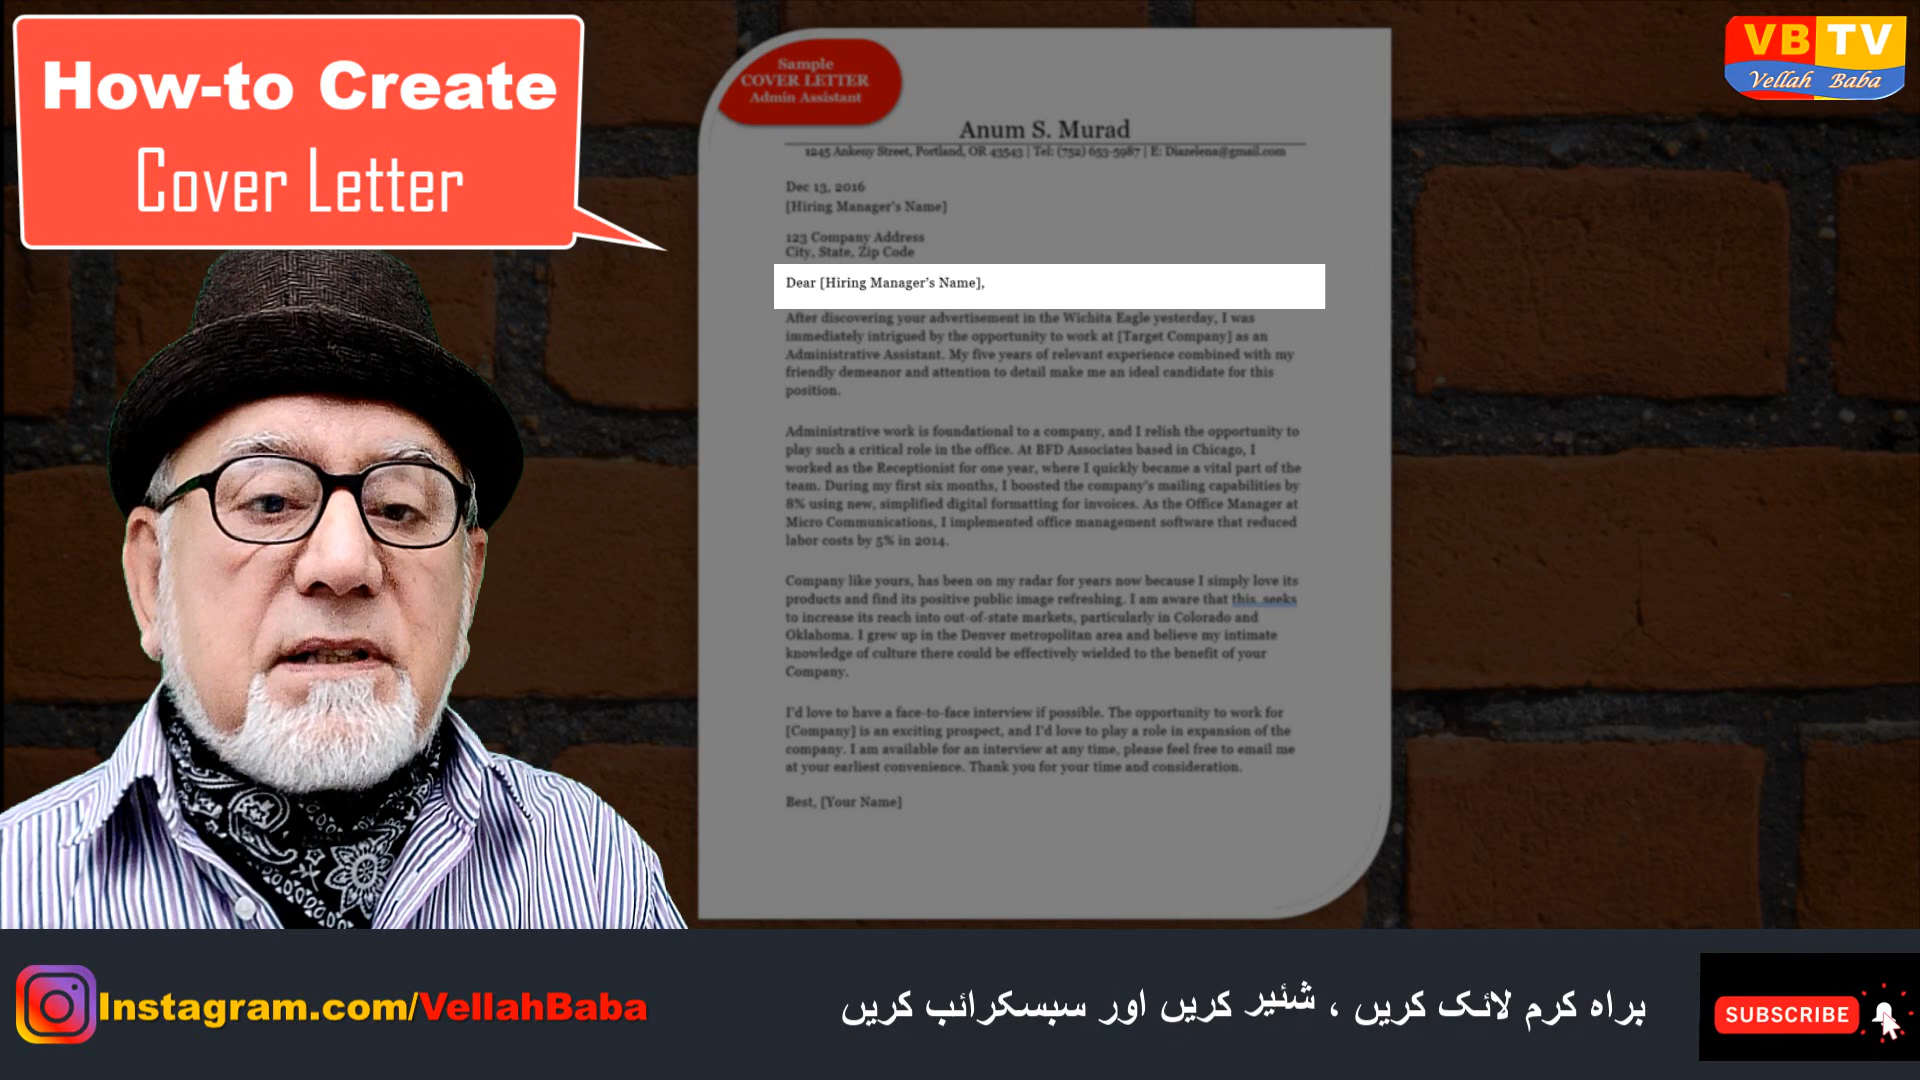 How-to Create
Cover Letter
VBTV
Vellah Baba
Sample
COVER LETTER
Admin Assistant
Anum S. Murad
1245 Ankeny Street, Portland, OR 43543 | Tel: (752) 653-5987 | E: Diazelena@gmail.com
Dec 13, 2016
[Hiring Manager's Name]
123 Company Address
City, State, Zip Code
Dear [Hiring Manager's Name],
After discovering your advertisement in the Wichita Eagle yesterday, I was
immediately intrigued by the opportunity to work at [Target Company] as an
Administrative Assistant. My five years of relevant experience combined with my
friendly demeanor and attention to detail make me an ideal candidate for this
position.
Administrative work is foundational to a company, and I relish the opportunity to
play such a critical role in the office. At BFD Associates based in Chicago, I
worked as the Receptionist for one year, where I quickly became a vital part of the
team. During my first six months, I boosted the company's mailing capabilities by
8% using new, simplified digital formatting for invoices. As the Office Manager at
Micro Communications, I implemented office management software that reduced
labor costs by 5% in 2014.
Company like yours, has been on my radar for years now because I simply love its
products and find its positive public image refreshing. I am aware that this seeks
to increase its reach into out-of-state markets, particularly in Colorado and
Oklahoma. I grew up in the Denver metropolitan area and believe my intimate
knowledge of culture there could be effectively wielded to the benefit of your
Company.
I'd love to have a face-to-face interview if possible. The opportunity to work for
[Company] is an exciting prospect, and I'd love to play a role in expansion of the
company. I am available for an interview at any time, please feel free to email me
at your earliest convenience. Thank you for your time and consideration.
Best, [Your Name]
Instagram.com/VellahBaba
براہ کرم لائک کریں ، شئیر کریں اور سبسکرائب کریں
SUBSCRIBE